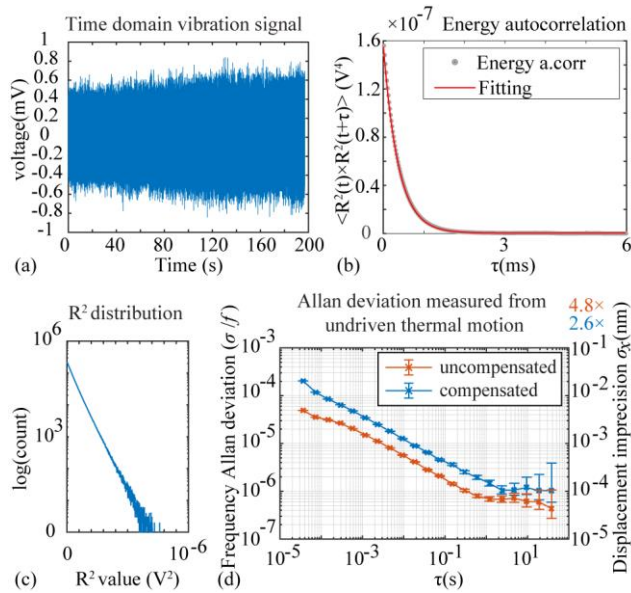 Time domain vibration signal
voltage(mV)
1
0.8
0.6
0.4
0.2
0
-0.2
-0.4
-0.6
-0.8
-1
0 40 80 120 160 200
(a) Time (s)
×10⁻⁷ Energy autocorrelation
<R²(t)×R²(t+τ)> (V⁴)
1.6
1.2
0.8
0.4
0
Energy a.corr
Fitting
0 3 6
(b) τ(ms)
R² distribution
log(count)
10⁶
10³
0
0 10⁻⁶
(c) R² value (V²)
Allan deviation measured from
undriven thermal motion
4.8×
2.6×
Frequency Allan deviation (σ /f)
10⁻³
10⁻⁴
10⁻⁵
10⁻⁶
10⁻⁷
uncompensated
compensated
10⁻¹
10⁻²
10⁻³
10⁻⁴
10⁻⁵
Displacement imprecision σₓ(nm)
10⁻⁵ 10⁻³ 10⁻¹ 10¹
(d) τ(s)